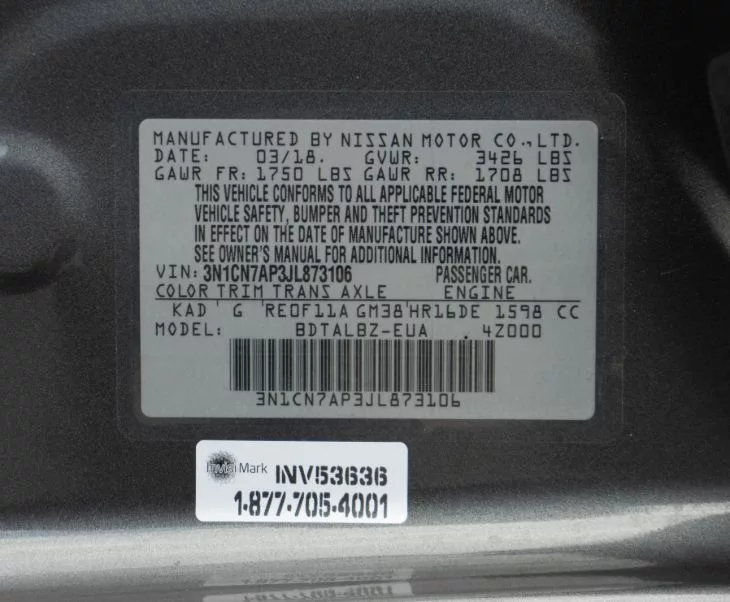 MANUFACTURED BY NISSAN MOTOR CO., LTD.
DATE: 03/18. GVWR: 3426 LBS
GAWR FR: 1750 LBS GAWR RR: 1708 LBS
THIS VEHICLE CONFORMS TO ALL APPLICABLE FEDERAL MOTOR
VEHICLE SAFETY, BUMPER AND THEFT PREVENTION STANDARDS
IN EFFECT ON THE DATE OF MANUFACTURE SHOWN ABOVE.
SEE OWNER'S MANUAL FOR ADDITIONAL INFORMATION
VIN: 3N1CN7AP3JL873106 PASSENGER CAR.
COLOR TRIM TRANS AXLE ENGINE
KAD ' G 'RE0F11A GM38'HR16DE 1598 CC
MODEL: BDTALBZ-EUA . 4Z000
3N1CN7AP3JL873106
InvisiMark INV53636
1-877-705-4001